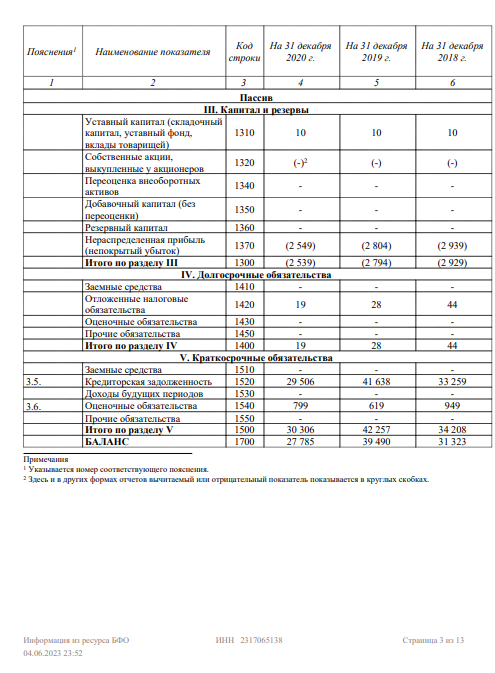 Пояснения¹ Наименование показателя Код строки На 31 декабря 2020 г. На 31 декабря 2019 г. На 31 декабря 2018 г.
1 2 3 4 5 6
Пассив
III. Капитал и резервы
Уставный капитал (складочный
капитал, уставный фонд, 1310 10 10 10
вклады товарищей)
Собственные акции, 1320 (-)² (-) (-)
выкупленные у акционеров
Переоценка внеоборотных 1340 - - -
активов
Добавочный капитал (без 1350 - - -
переоценки)
Резервный капитал 1360 - - -
Нераспределенная прибыль 1370 (2 549) (2 804) (2 939)
(непокрытый убыток)
Итого по разделу III 1300 (2 539) (2 794) (2 929)
IV. Долгосрочные обязательства
Заемные средства 1410 - - -
Отложенные налоговые 1420 19 28 44
обязательства
Оценочные обязательства 1430 - - -
Прочие обязательства 1450 - - -
Итого по разделу IV 1400 19 28 44
V. Краткосрочные обязательства
Заемные средства 1510 - - -
3.5. Кредиторская задолженность 1520 29 506 41 638 33 259
Доходы будущих периодов 1530 - - -
3.6. Оценочные обязательства 1540 799 619 949
Прочие обязательства 1550 - - -
Итого по разделу V 1500 30 306 42 257 34 208
БАЛАНС 1700 27 785 39 490 31 323
Примечания
¹ Указывается номер соответствующего пояснения.
² Здесь и в других формах отчетов вычитаемый или отрицательный показатель показывается в круглых скобках.
Информация из ресурса БФО ИНН 2317065138 Страница 3 из 13
04.06.2023 23:52